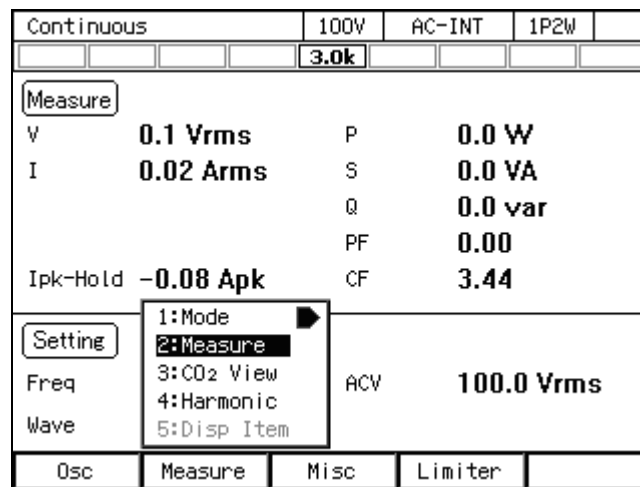 Continuous 100V AC-INT 1P2W
3.0k
Measure
V 0.1 Vrms P 0.0 W
I 0.02 Arms S 0.0 VA
Q 0.0 var
PF 0.00
Ipk-Hold -0.08 Apk CF 3.44
1:Mode
Setting 2:Measure
3:CO₂ View
Freq ACV 100.0 Vrms
4:Harmonic
Wave 5:Disp Item
Osc Measure Misc Limiter